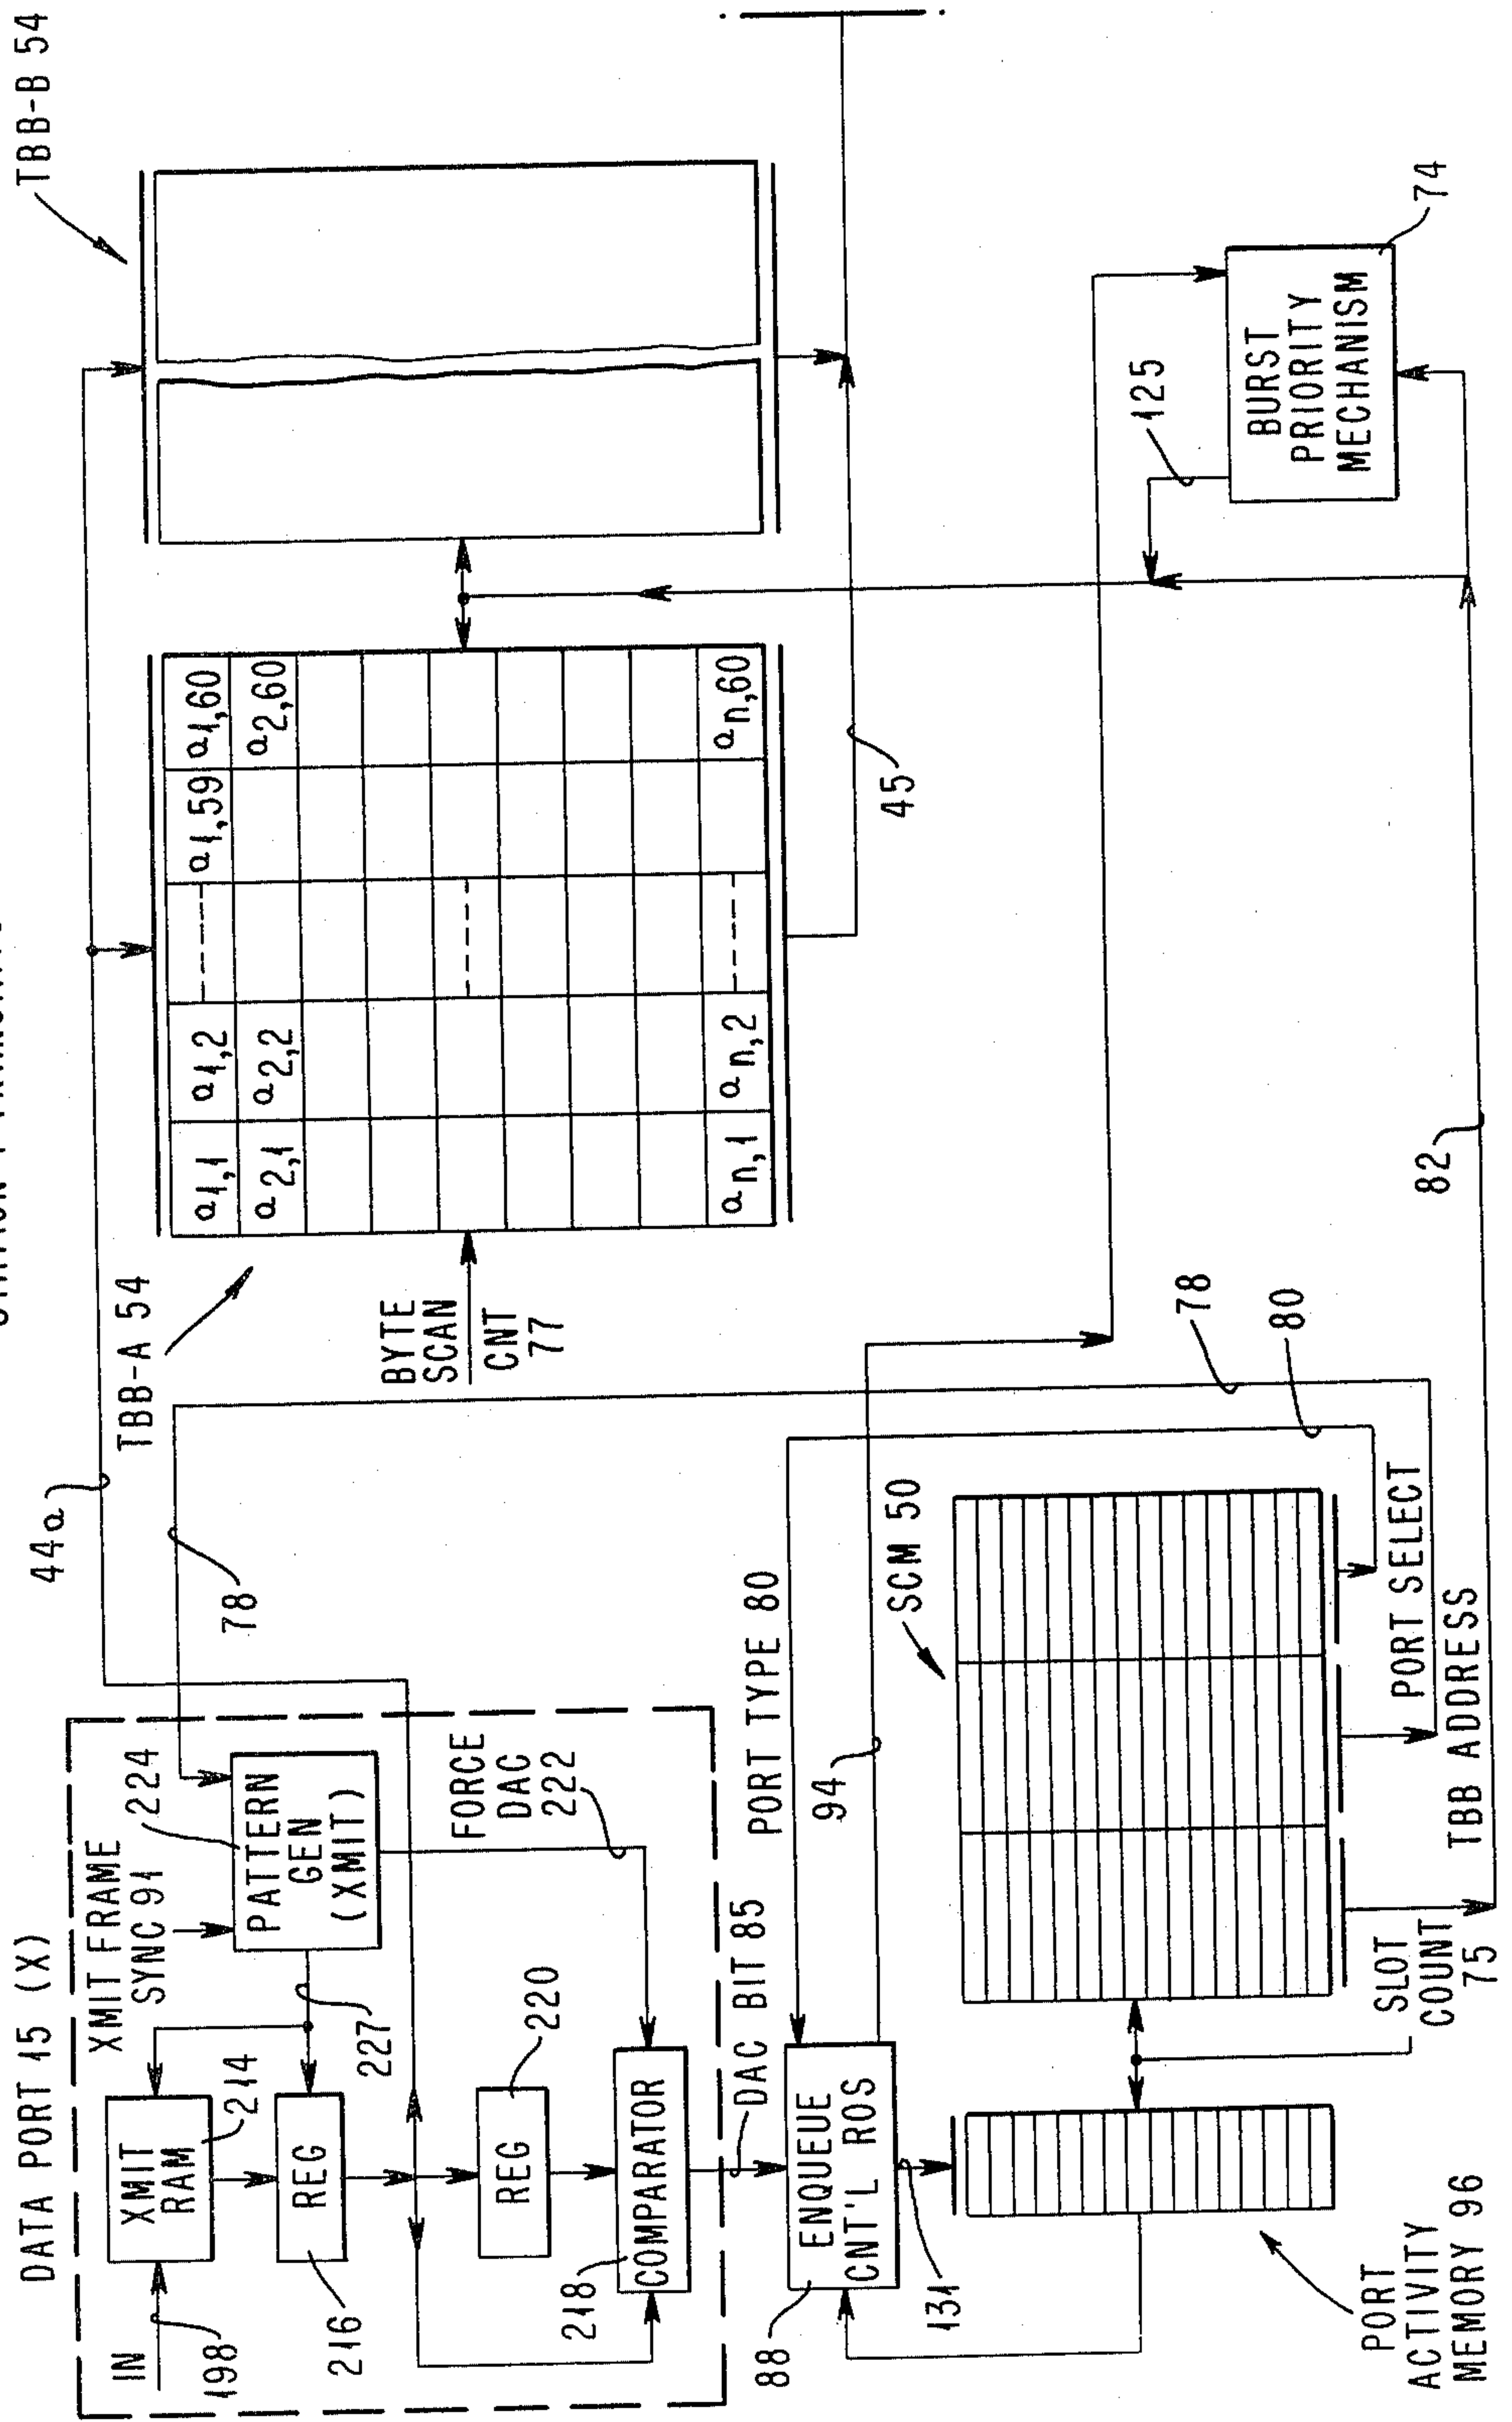 DATA PORT 15 (X)
IN
198
XMIT
RAM
214
XMIT FRAME
SYNC 91
224
PATTERN
GEN
(XMIT)
227
REG
216
REG
220
FORCE
DAC
222
218
COMPARATOR
DAC BIT 85
44a
78
TBB-A 54
BYTE
SCAN
CNT
77
a1,1
a1,2
a1,59
a1,60
a2,1
a2,2
a2,60
an,1
an,2
an,60
TBB-B 54
45
88
ENQUEUE
CNT'L ROS
PORT TYPE 80
94
131
PORT
ACTIVITY
MEMORY 96
SCM 50
SLOT
COUNT
75
PORT SELECT
TBB ADDRESS
78
80
82
125
BURST
PRIORITY
MECHANISM
74